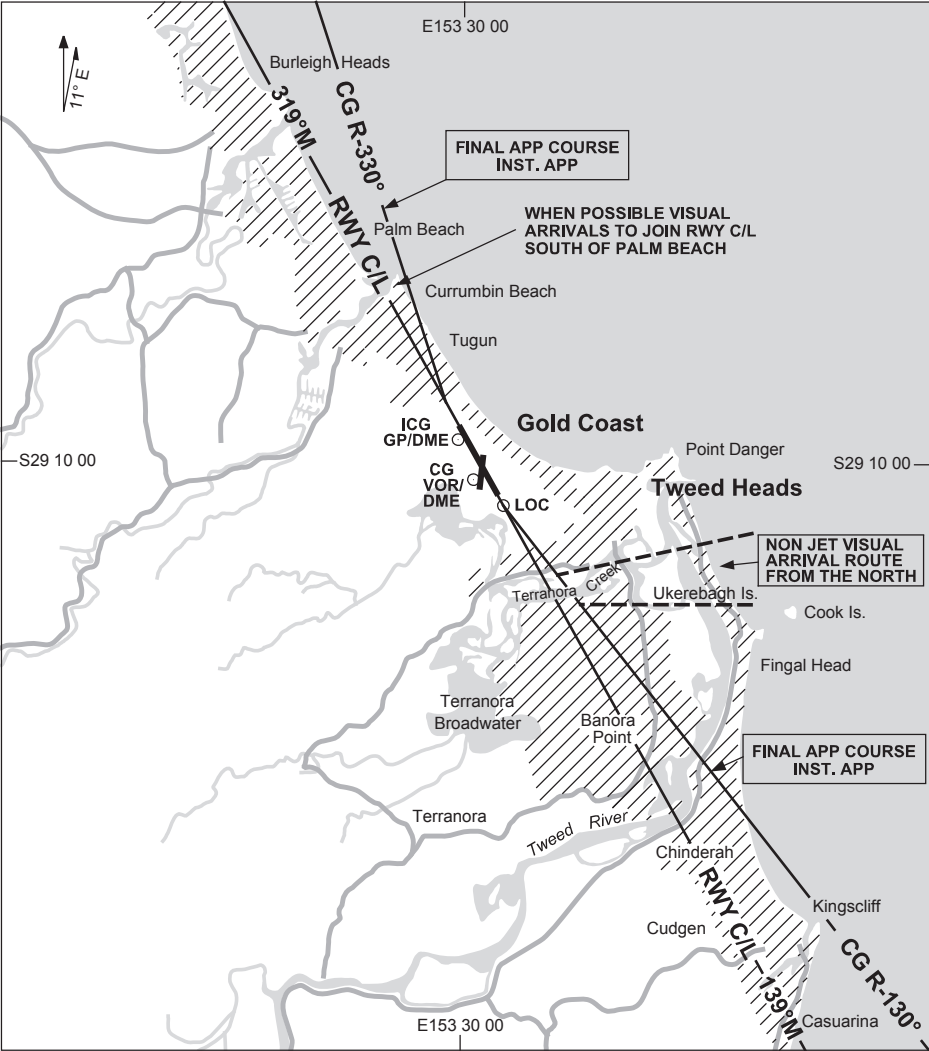 E153 30 00
11° E
Burleigh Heads
319°M
CG R-330°
FINAL APP COURSE
INST. APP
RWY C/L
Palm Beach
WHEN POSSIBLE VISUAL
ARRIVALS TO JOIN RWY C/L
SOUTH OF PALM BEACH
Currumbin Beach
Tugun
ICG
GP/DME
Gold Coast
Point Danger
S29 10 00
S29 10 00
CG
VOR/
DME
LOC
Tweed Heads
NON JET VISUAL
ARRIVAL ROUTE
FROM THE NORTH
Terrahora Creek
Ukerebagh Is.
Cook Is.
Fingal Head
Terranora
Broadwater
Banora
Point
FINAL APP COURSE
INST. APP
Terranora
Tweed River
Chinderah
RWY C/L
139°M
Kingscliff
Cudgen
CG R-130°
E153 30 00
Casuarina